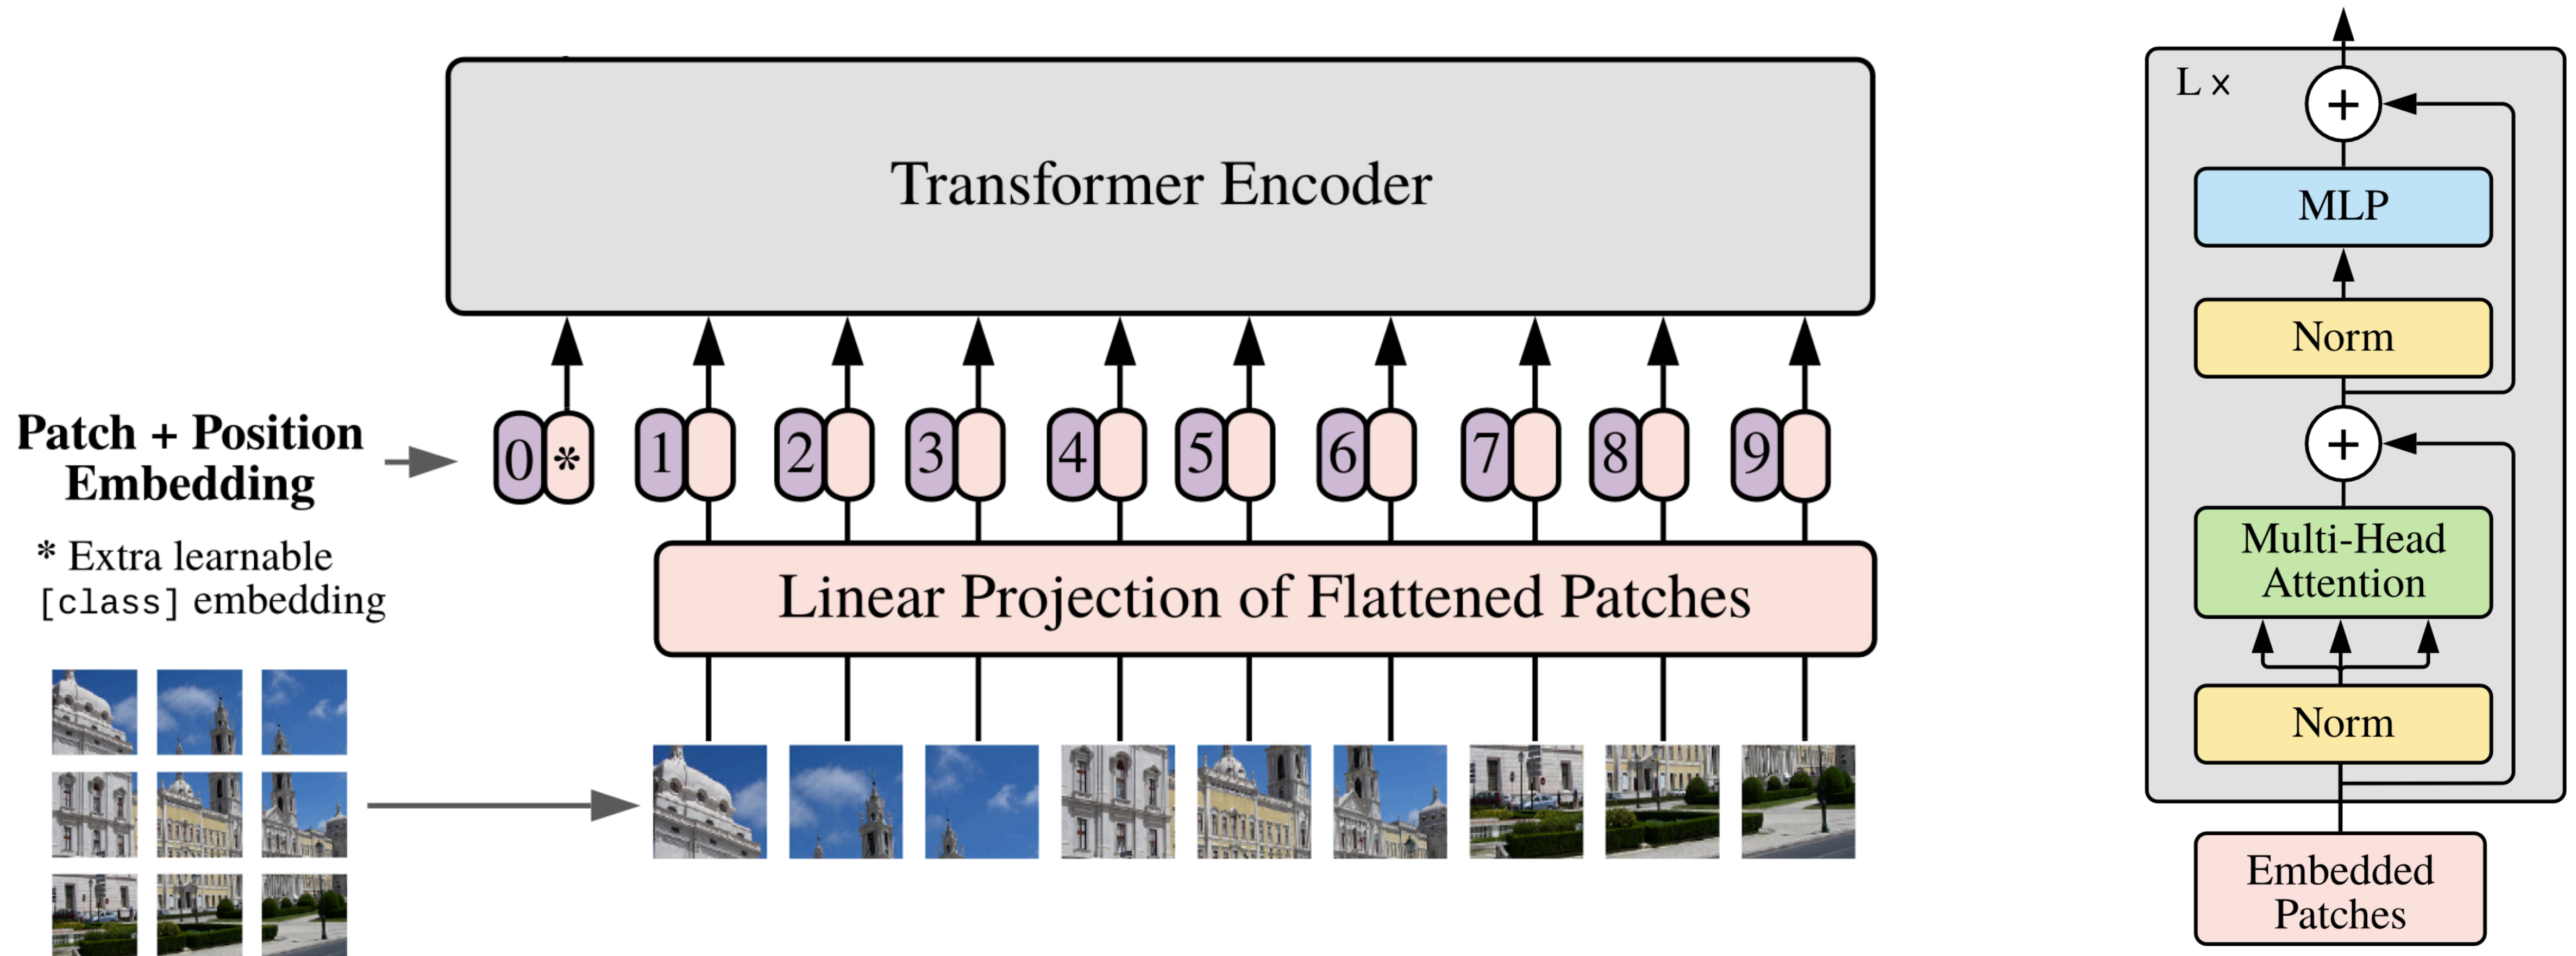 Transformer Encoder
Patch + Position
Embedding
0 * 1 2 3 4 5 6 7 8 9
* Extra learnable
[class] embedding
Linear Projection of Flattened Patches
L x
+
MLP
Norm
+
Multi-Head
Attention
Norm
Embedded
Patches